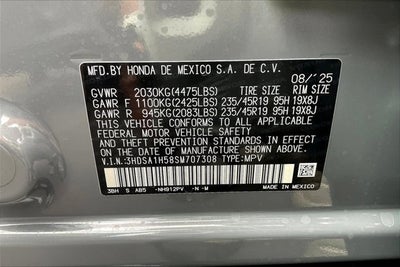 MFD.BY HONDA DE MEXICO S.A. DE C.V. 08/'25
GVWR 2030KG(4475LBS) TIRE SIZE RIM SIZE
GAWR F 1100KG(2425LBS) 235/45R19 95H 19X8J
GAWR R 945KG(2083LBS) 235/45R19 95H 19X8J
THIS VEHICLE CONFORMS TO ALL APPLICABLE
FEDERAL MOTOR VEHICLE SAFETY
AND THEFT PREVENTION STANDARDS IN EFFECT
ON THE DATE OF MANUFACTURE SHOWN ABOVE.
V.I.N.:3HDSA1H58SM707308 TYPE:MPV
3BH S AB5 -NH912PV -N -M MADE IN MEXICO